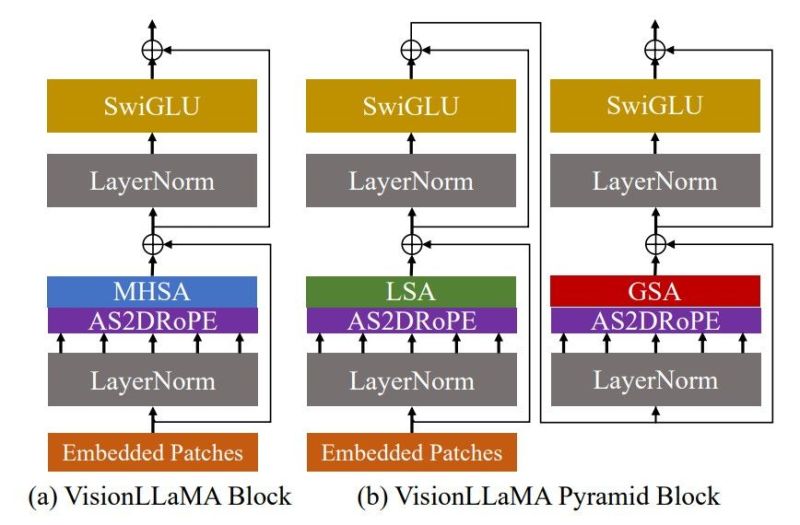 SwiGLU
LayerNorm
MHSA
AS2DRoPE
LayerNorm
Embedded Patches
(a) VisionLLaMA Block
SwiGLU
LayerNorm
LSA
AS2DRoPE
LayerNorm
Embedded Patches
SwiGLU
LayerNorm
GSA
AS2DRoPE
LayerNorm
(b) VisionLLaMA Pyramid Block